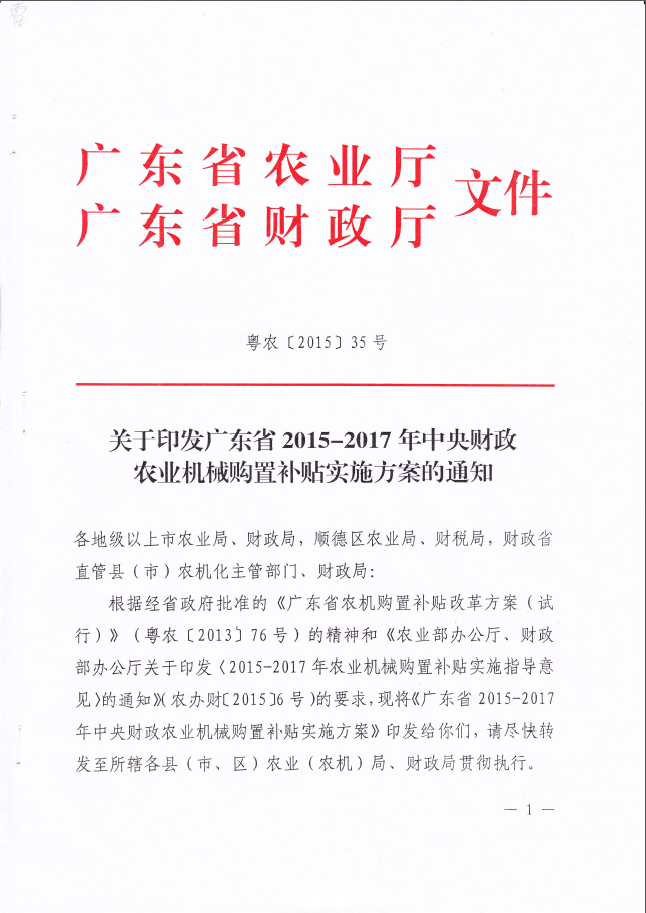 广东省农业厅
广东省财政厅
文件
粤农〔2015〕35号
关于印发广东省2015-2017年中央财政
农业机械购置补贴实施方案的通知
各地级以上市农业局、财政局，顺德区农业局、财税局，财政省
直管县（市）农机化主管部门、财政局：
根据经省政府批准的《广东省农机购置补贴改革方案（试
行）》（粤农〔2013〕76号）的精神和《农业部办公厅、财政
部办公厅关于印发〈2015-2017年农业机械购置补贴实施指导意
见〉的通知》（农办财〔2015〕6号）的要求，现将《广东省2015-2017
年中央财政农业机械购置补贴实施方案》印发给你们，请尽快转
发至所辖各县（市、区）农业（农机）局、财政局贯彻执行。
— 1 —